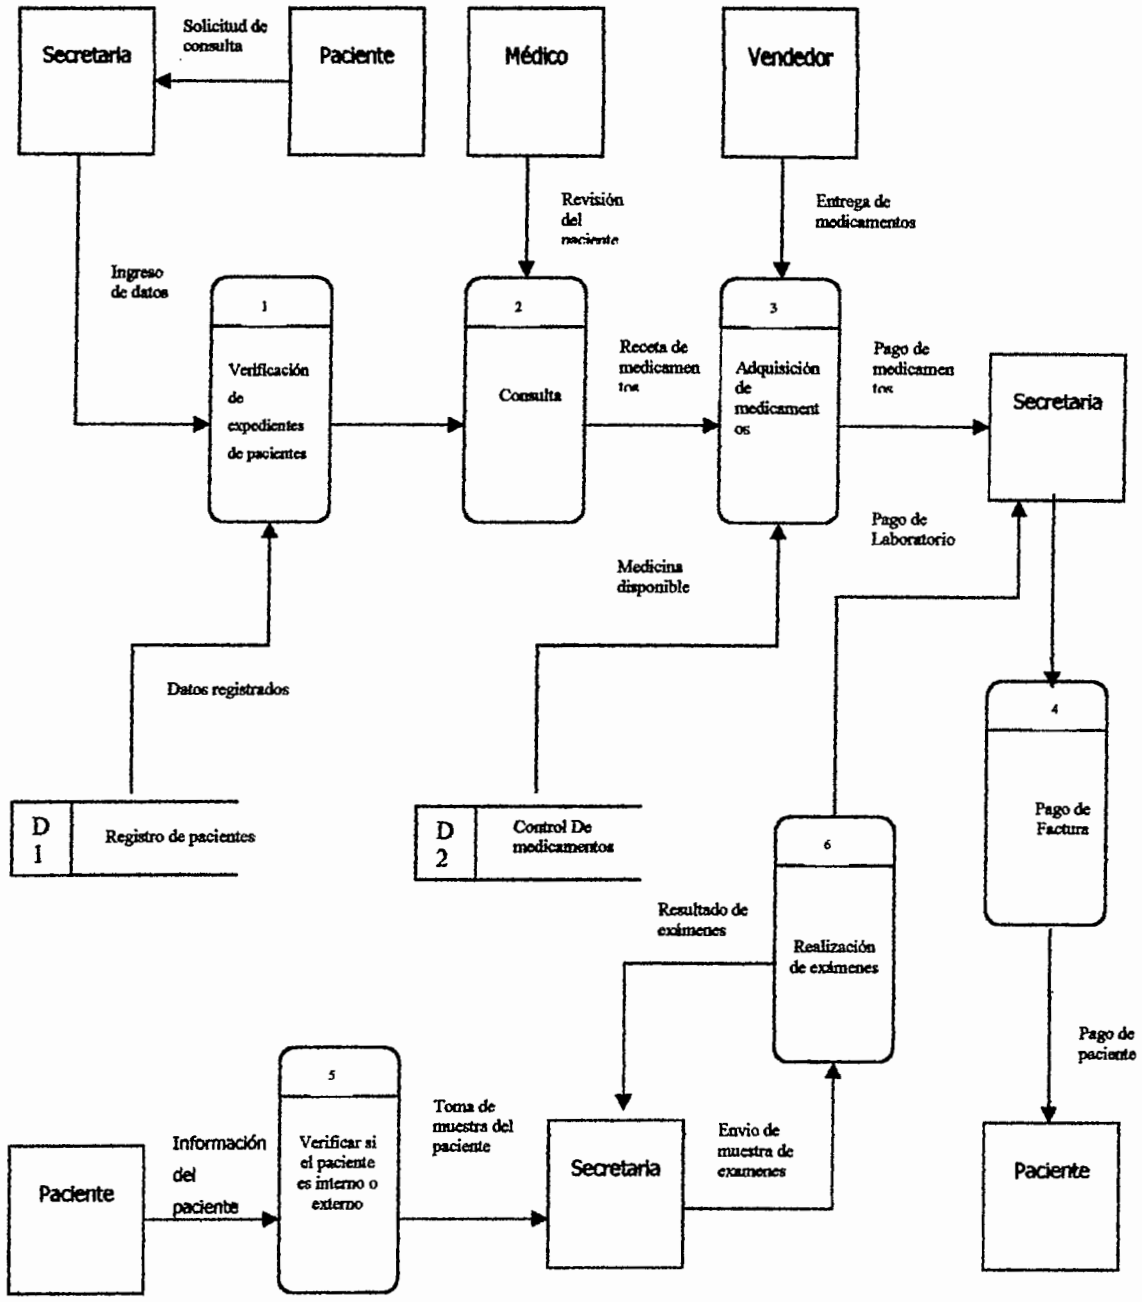 Solicitud de
consulta
Secretaria
Paciente
Médico
Vendedor
Revisión
del
paciente
Entrega de
medicamentos
Ingreso
de datos
1
Verificación
de
expedientes
de pacientes
2
Consulta
Receta de
medicamen
tos
3
Adquisición
de
medicament
os
Pago de
medicamen
tos
Secretaria
Pago de
Laboratorio
Medicina
disponible
Datos registrados
4
Pago de
Factura
D
1
Registro de pacientes
D
2
Control De
medicamentos
6
Realización
de exámenes
Resultado de
exámenes
Pago de
paciente
5
Verificar si
el paciente
es interno o
externo
Toma de
muestra del
paciente
Envio de
muestra de
examenes
Información
del
paciente
Paciente
Secretaria
Paciente